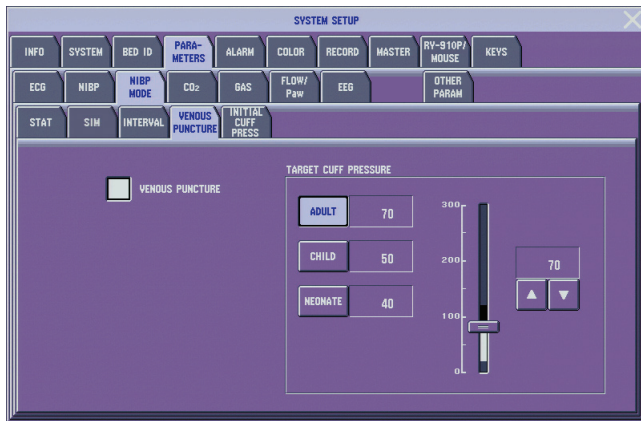 SYSTEM SETUP
INFO SYSTEM BED ID PARA- METERS ALARM COLOR RECORD MASTER RY-910P/ MOUSE KEYS
ECG NIBP NIBP MODE CO₂ GAS FLOW/ Paw EEG OTHER PARAM
STAT SIM INTERVAL VENOUS PUNCTURE INITIAL CUFF PRESS
VENOUS PUNCTURE
TARGET CUFF PRESSURE
ADULT 70
CHILD 50
NEONATE 40
300
200
100
0
70